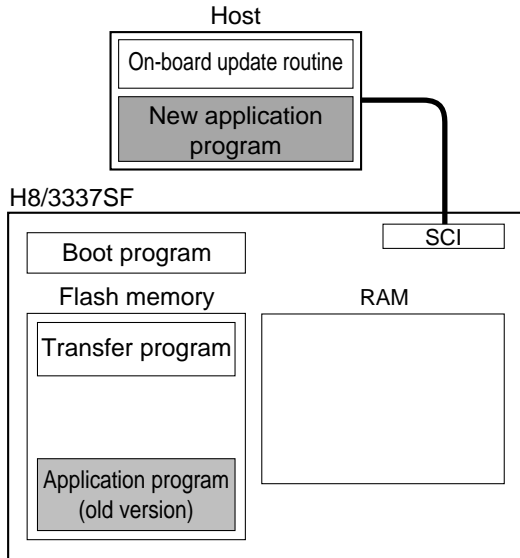 Host
On-board update routine
New application
program
H8/3337SF
SCI
Boot program
Flash memory
RAM
Transfer program
Application program
(old version)